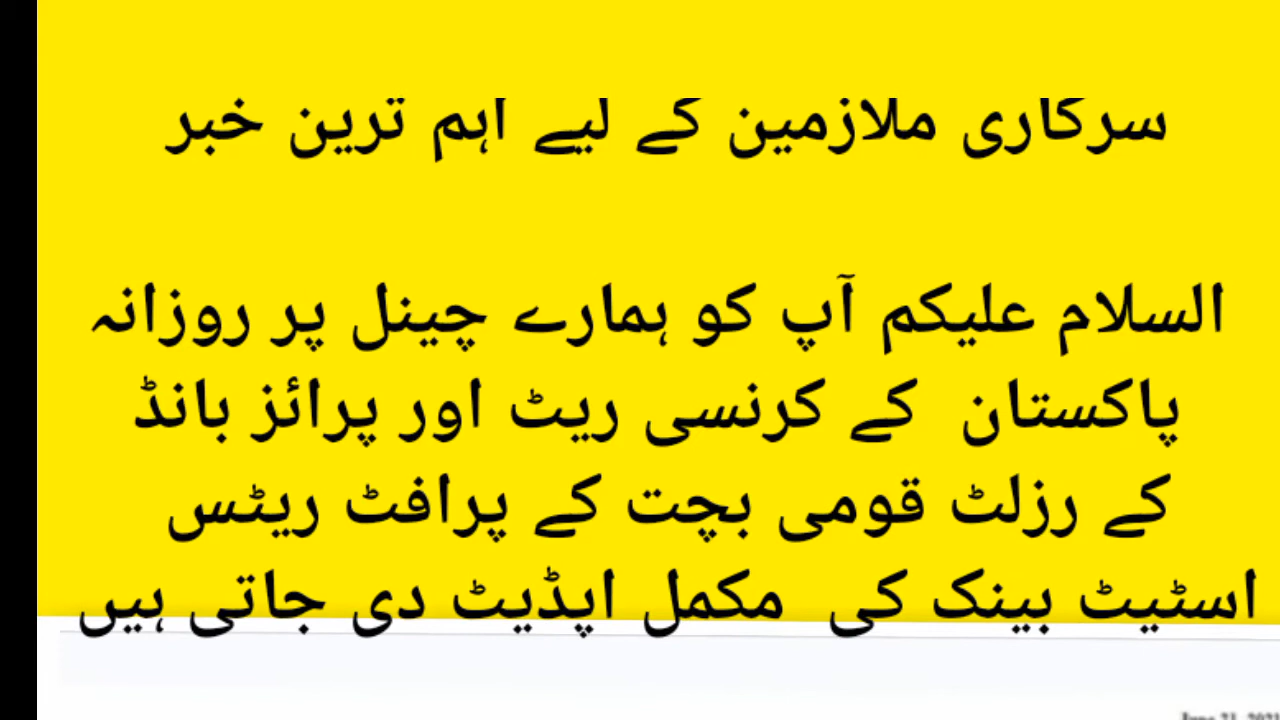 سرکاری ملازمین کے لیے اہم ترین خبر
السلام علیکم آپ کو ہمارے چینل پر روزانہ
پاکستان کے کرنسی ریٹ اور پرائز بانڈ
کے رزلٹ قومی بچت کے پرافٹ ریٹس
اسٹیٹ بینک کی مکمل اپڈیٹ دی جاتی ہیں